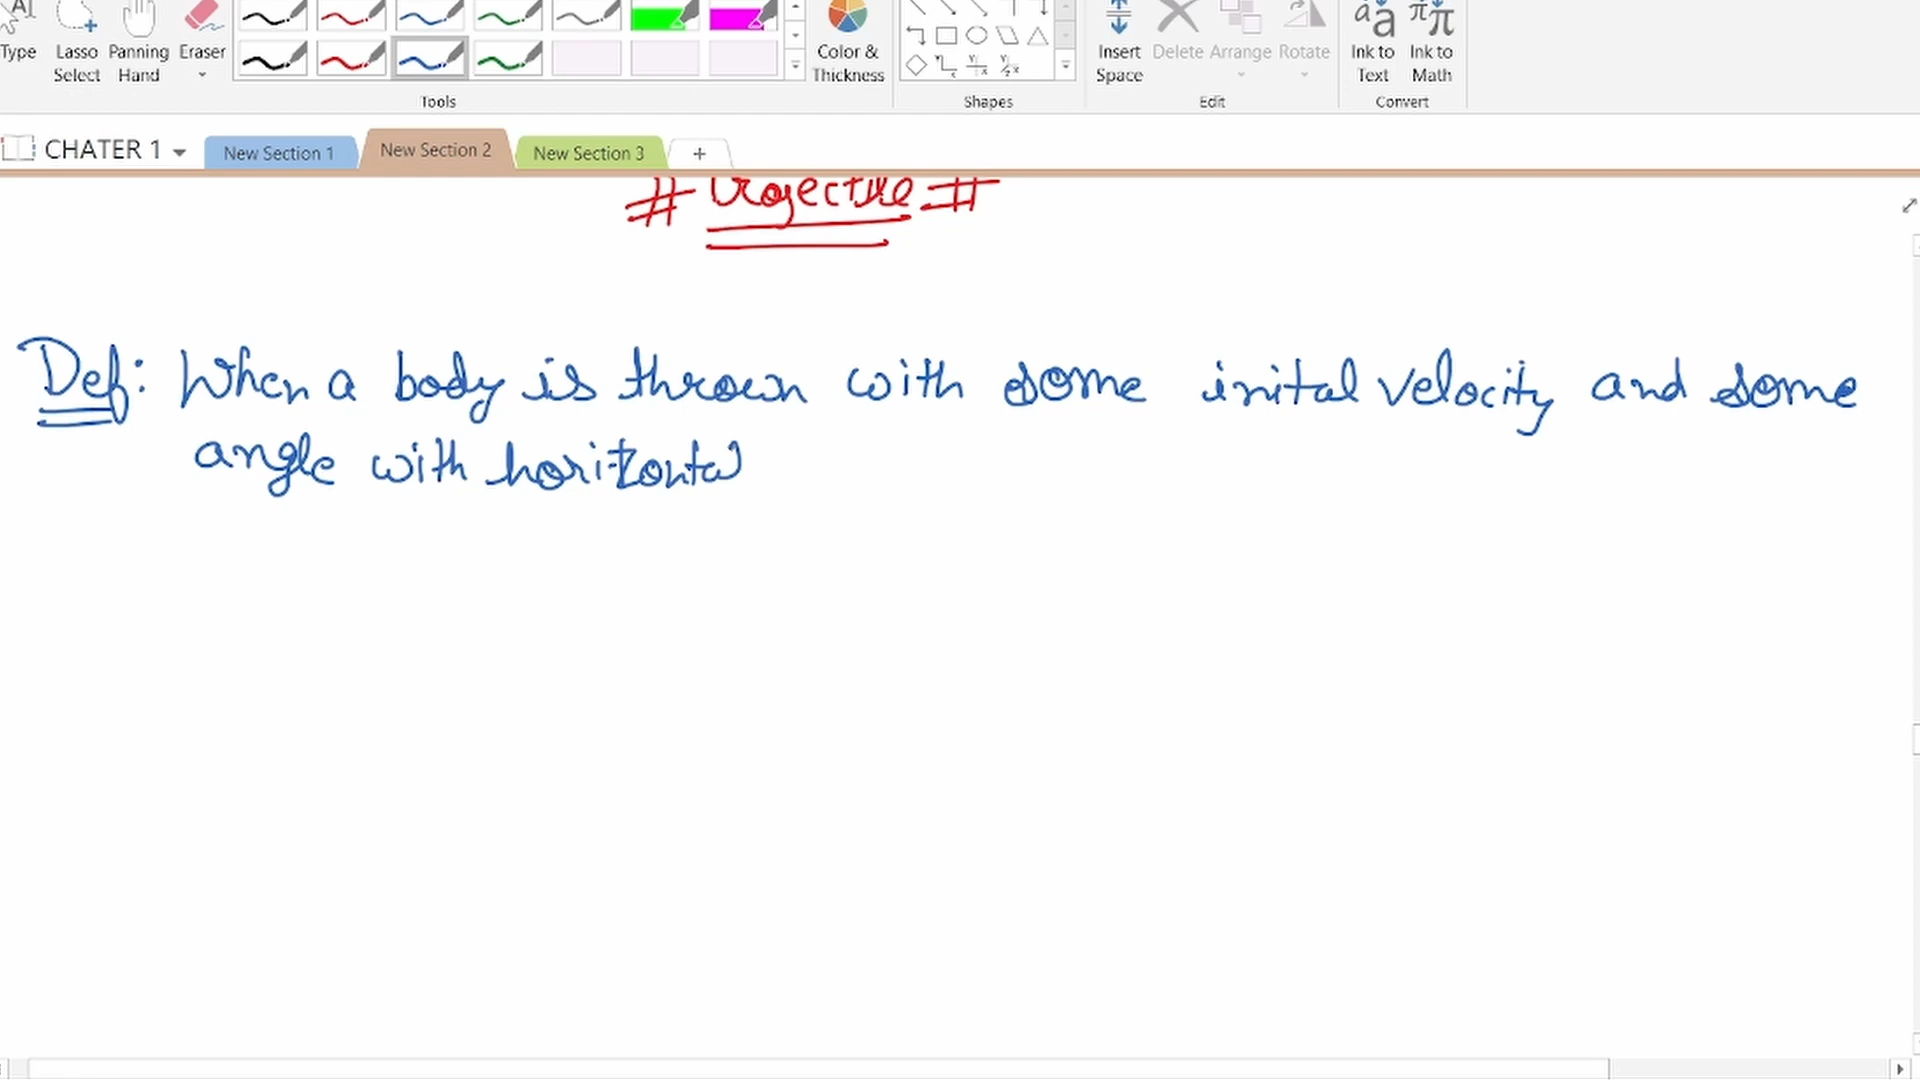 Type
Lasso Select
Panning Hand
Eraser
Color & Thickness
Insert Space
Delete
Arrange
Rotate
Ink to Text
Ink to Math
Tools
Shapes
Edit
Convert
CHATER 1
New Section 1
New Section 2
New Section 3
+
Def: When a body is thrown with some inital velocity and some
angle with horizontal